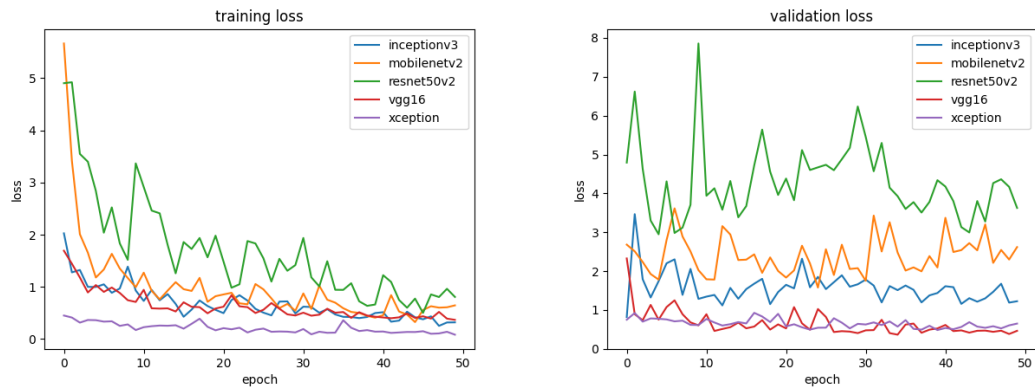 training loss
loss
5
4
3
2
1
0
inceptionv3
mobilenetv2
resnet50v2
vgg16
xception
0 10 20 30 40 50
epoch
validation loss
loss
8
7
6
5
4
3
2
1
0
inceptionv3
mobilenetv2
resnet50v2
vgg16
xception
0 10 20 30 40 50
epoch